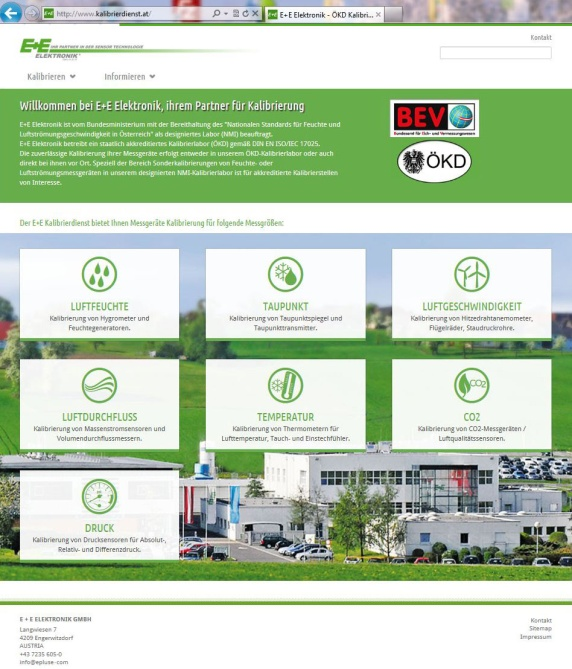 http://www.kalibrierdienst.at/
E+E Elektronik - ÖKD Kalibri...
Kontakt
E+E
IHR PARTNER IN DER SENSOR TECHNOLOGIE
ELEKTRONIK
Kalibrieren
Informieren
Willkommen bei E+E Elektronik, ihrem Partner für Kalibrierung
E+E Elektronik ist vom Bundesministerium mit der Bereithaltung des "Nationalen Standards für Feuchte und
Luftströmungsgeschwindigkeit in Österreich" als designiertes Labor (NMI) beauftragt.
E+E Elektronik betreibt ein staatlich akkreditiertes Kalibrierlabor (ÖKD) gemäß DIN EN ISO/IEC 17025.
Die zuverlässige Kalibrierung ihrer Messgeräte erfolgt entweder in unserem ÖKD-Kalibrierlabor oder auch
direkt bei ihnen vor Ort. Speziell der Bereich Sonderkalibrierungen von Feuchte- oder
Luftströmungsmessgeräten in unserem designierten NMI-Kalibrierlabor ist für akkreditierte Kalibrierstellen
von Interesse.
BEV
Bundesamt für Eich- und Vermessungswesen
ÖKD
Der E+E Kalibrierdienst bietet Ihnen Messgeräte Kalibrierung für folgende Messgrößen:
LUFTFEUCHTE
Kalibrierung von Hygrometer und
Feuchtegeneratoren.
TAUPUNKT
Kalibrierung von Taupunktspiegel und
Taupunkttransmitter.
LUFTGESCHWINDIGKEIT
Kalibrierung von Hitzedrahtanemometer,
Flügelräder, Staudruckrohre.
LUFTDURCHFLUSS
Kalibrierung von Massenstromsensoren und
Volumendurchflussmessern.
TEMPERATUR
Kalibrierung von Thermometern für
Lufttemperatur, Tauch- und Einstechfühler.
CO2
CO2
Kalibrierung von CO2-Messgeräten /
Luftqualitätssensoren.
DRUCK
Kalibrierung von Drucksensoren für Absolut-,
Relativ- und Differenzdruck.
E + E ELEKTRONIK GMBH
Langwiesen 7
4209 Engerwitzdorf
AUSTRIA
+43 7235 605-0
info@epluse-com
Kontakt
Sitemap
Impressum